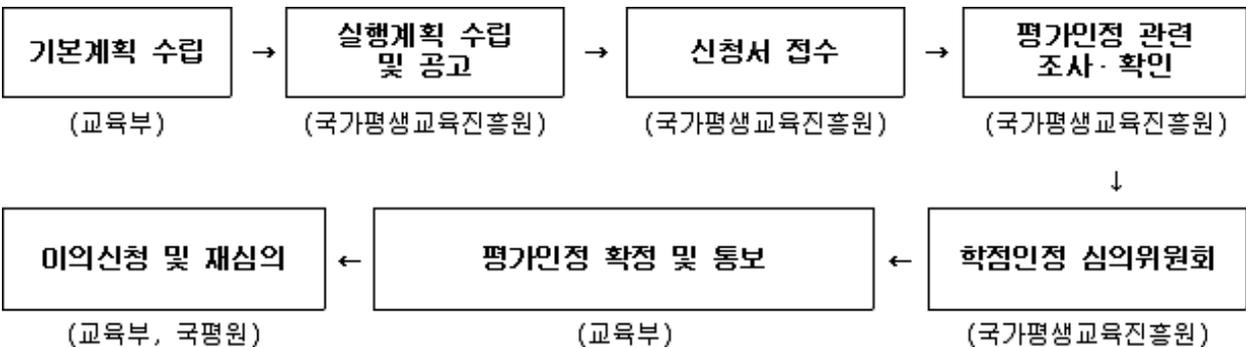 기본계획 수립 → 실행계획 수립 및 공고 → 신청서 접수 → 평가인정 관련 조사·확인
(교육부) (국가평생교육진흥원) (국가평생교육진흥원) (국가평생교육진흥원)
↓
이의신청 및 재심의 ← 평가인정 확정 및 통보 ← 학점인정 심의위원회
(교육부, 국평원) (교육부) (국가평생교육진흥원)